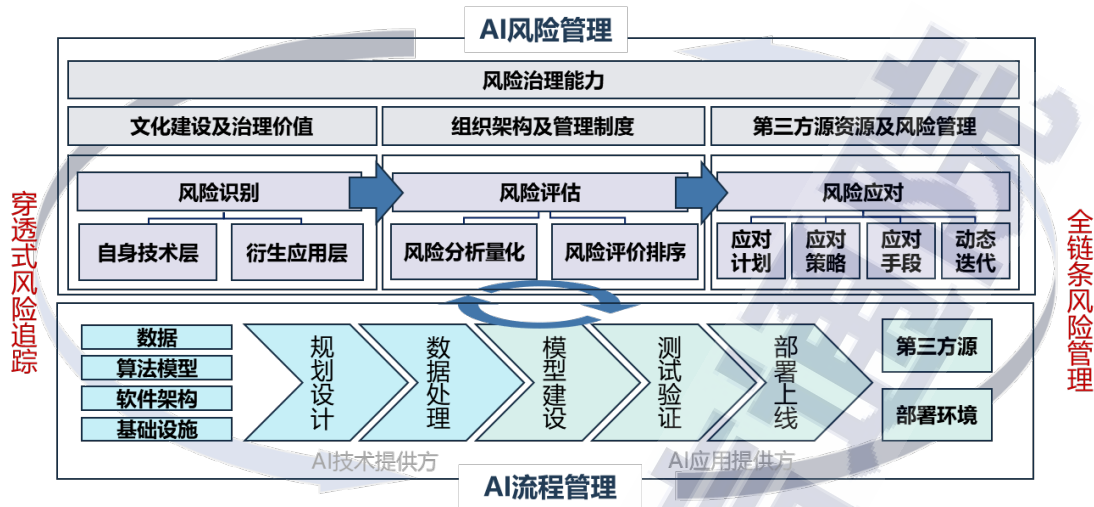 AI风险管理
风险治理能力
文化建设及治理价值
组织架构及管理制度
第三方源资源及风险管理
风险识别
风险评估
风险应对
自身技术层
衍生应用层
风险分析量化
风险评价排序
应对
计划
应对
策略
应对
手段
动态
迭代
穿透式风险追踪
全链条风险管理
数据
算法模型
软件架构
基础设施
规划设计
数据处理
模型建设
测试验证
部署上线
第三方源
部署环境
AI技术提供方
AI应用提供方
AI流程管理